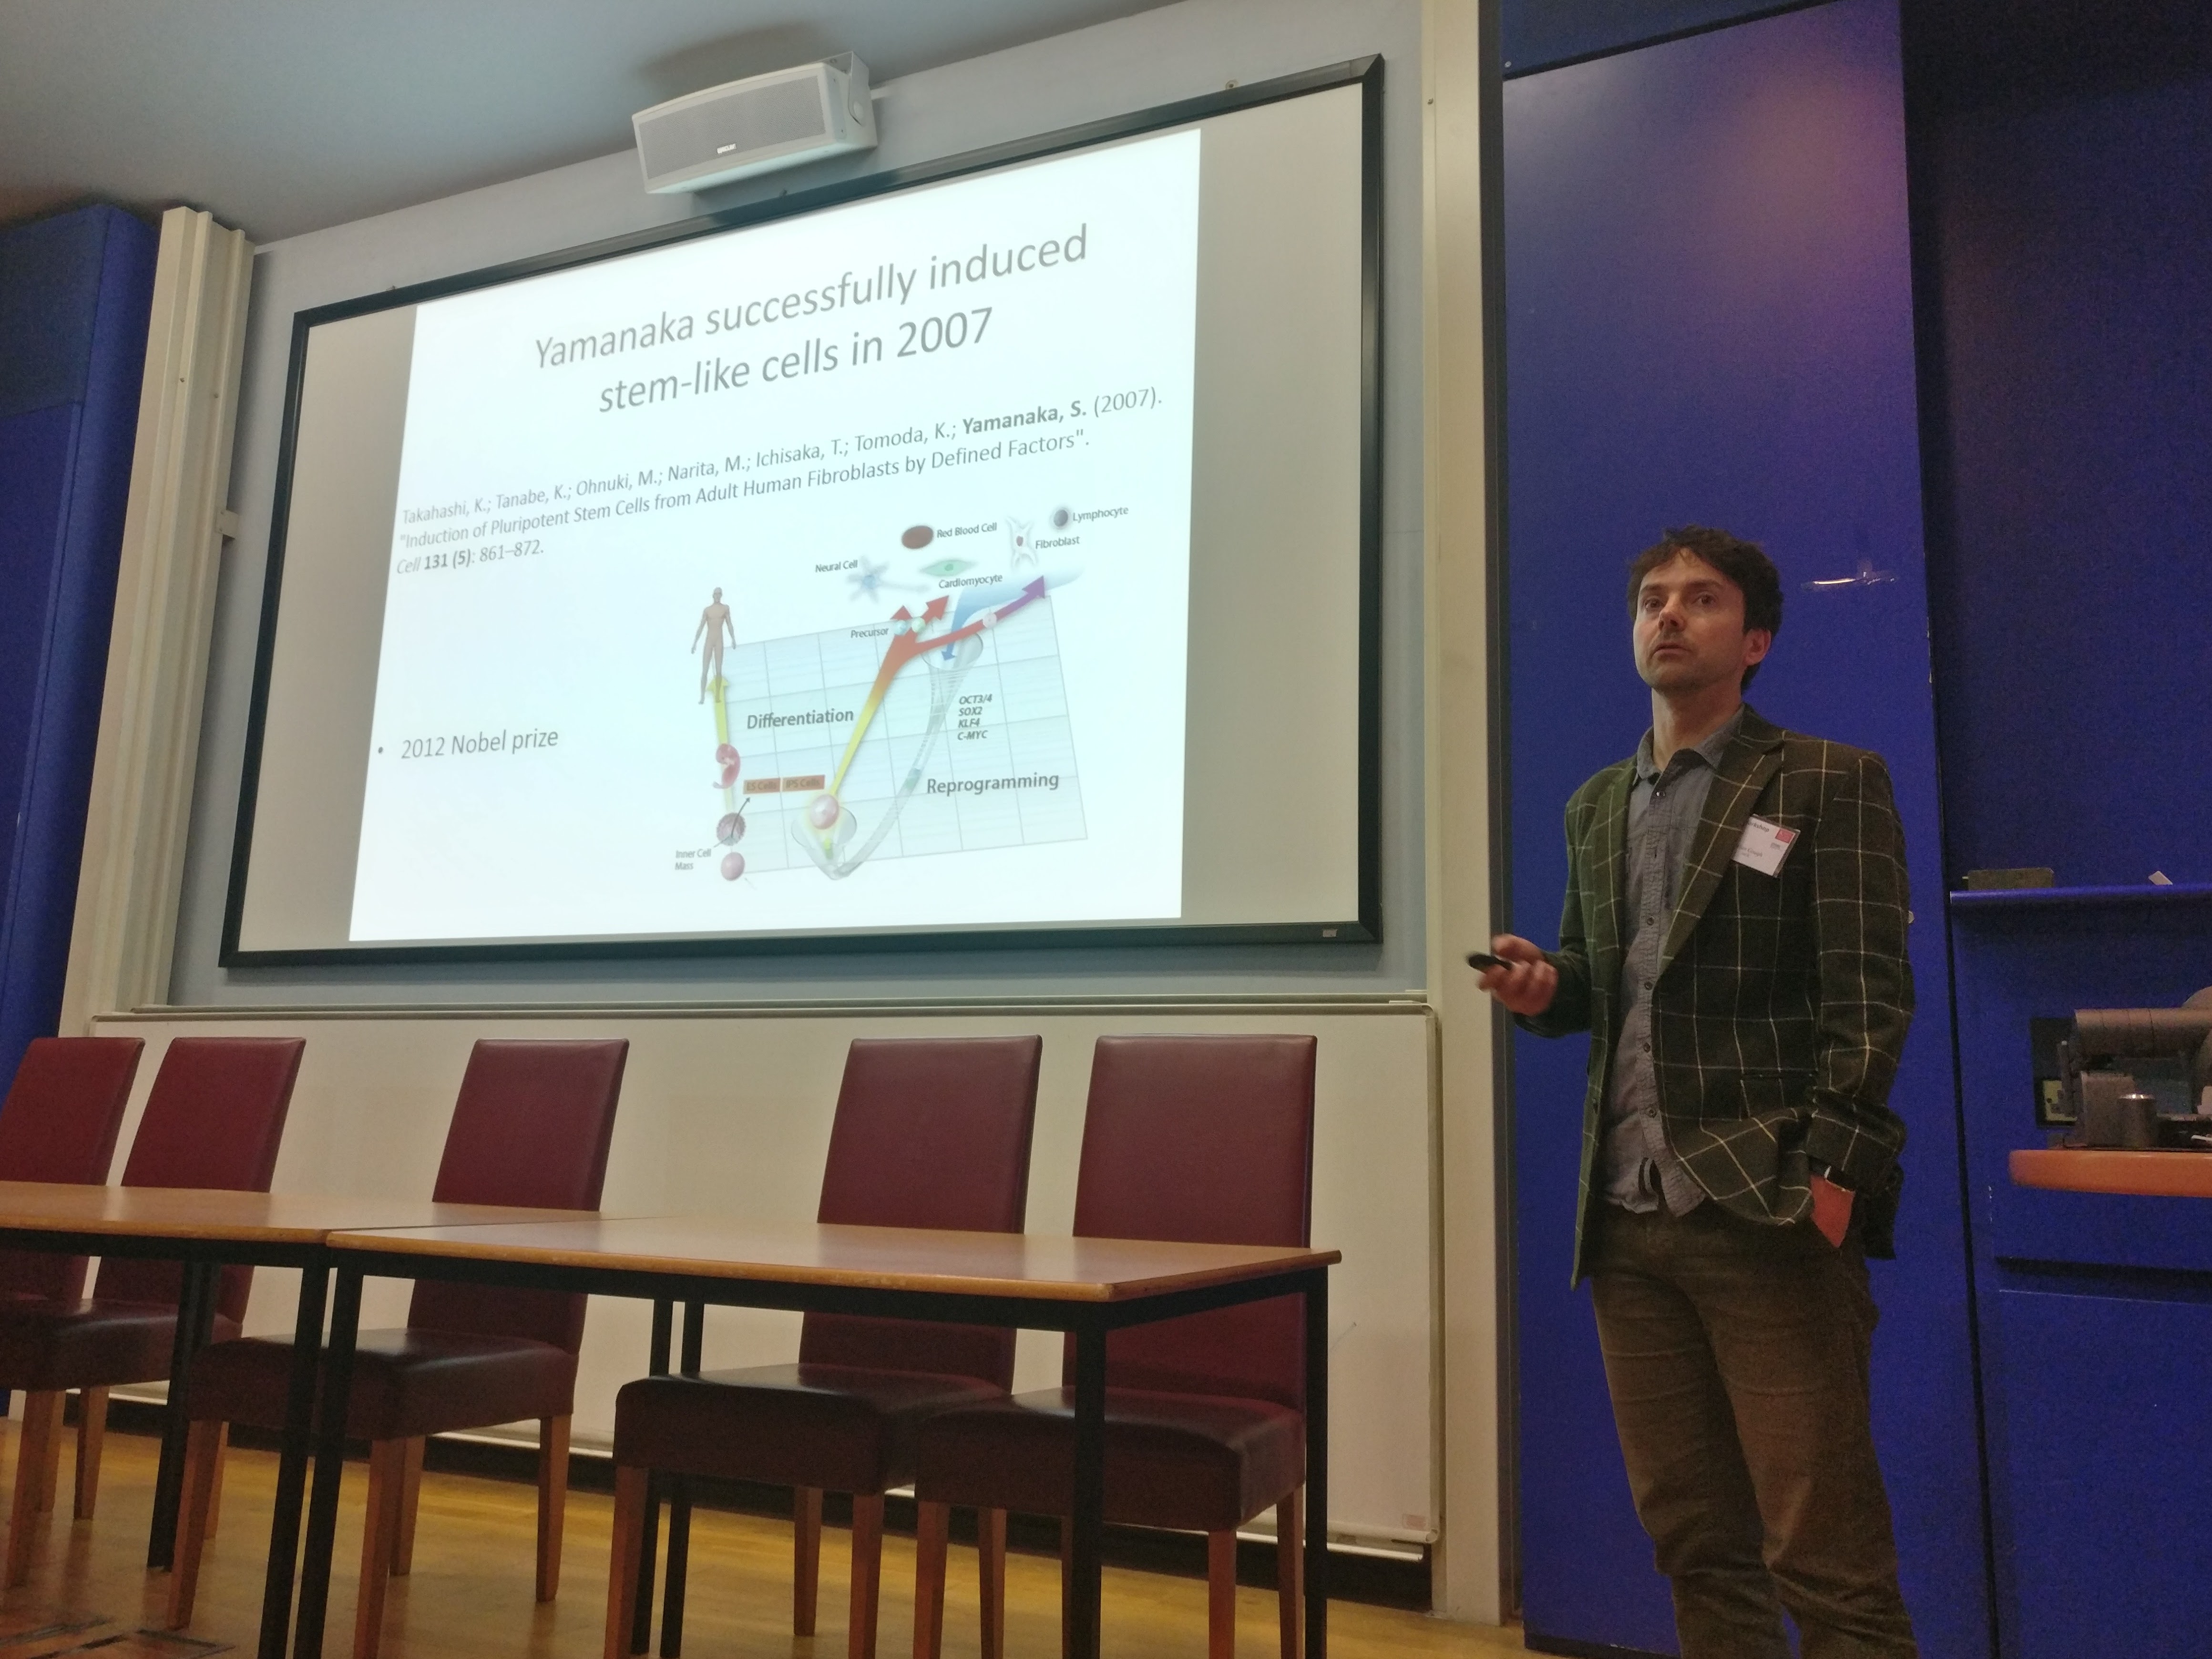 Yamanaka successfully induced
stem-like cells in 2007
Takahashi, K.; Tanabe, K.; Ohnuki, M.; Narita, M.; Ichisaka, T.; Tomoda, K.; Yamanaka, S. (2007).
"Induction of Pluripotent Stem Cells from Adult Human Fibroblasts by Defined Factors".
Cell 131 (5): 861–872.
Red Blood Cell
Lymphocyte
Fibroblast
Neural Cell
Cardiomyocyte
Precursor
OCT3/4
SOX2
KLF4
C-MYC
Differentiation
• 2012 Nobel prize
ES Cells
iPS Cells
Reprogramming
Inner Cell
Mass